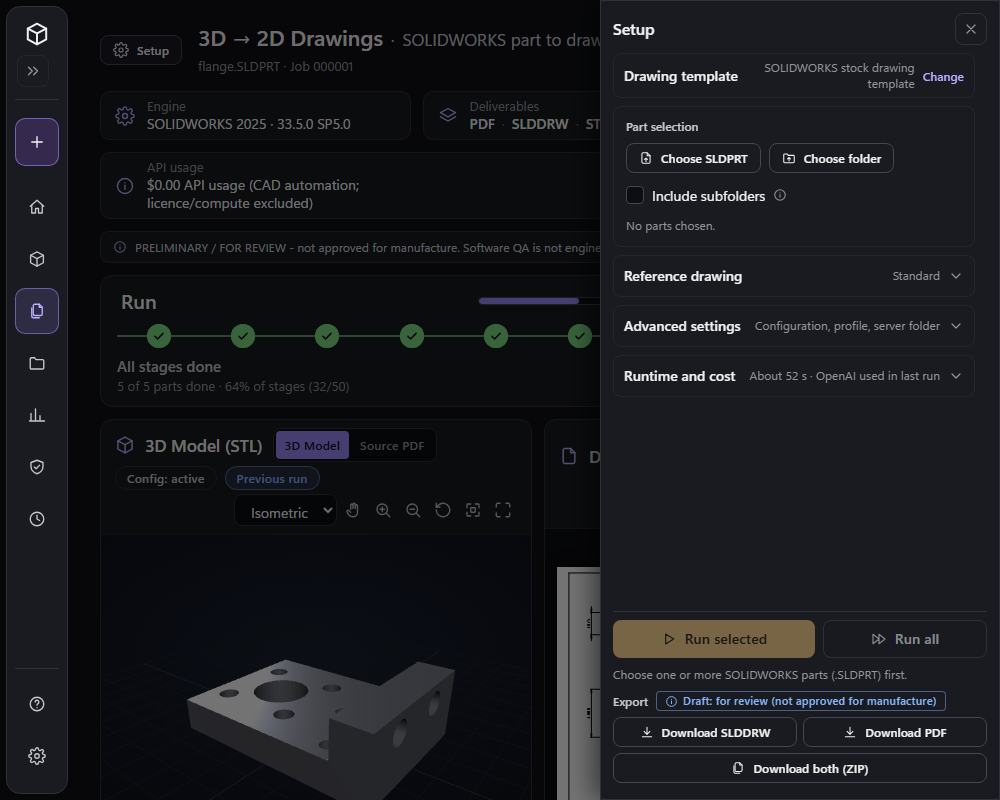 Setup
3D → 2D Drawings · SOLIDWORKS part to draw
flange.SLDPRT · Job 000001
Engine
SOLIDWORKS 2025 · 33.5.0 SP5.0
Deliverables
PDF · SLDDRW · ST
API usage
$0.00 API usage (CAD automation;
licence/compute excluded)
PRELIMINARY / FOR REVIEW - not approved for manufacture. Software QA is not engine
Run
All stages done
5 of 5 parts done · 64% of stages (32/50)
3D Model (STL)
3D Model
Source PDF
Config: active
Previous run
Isometric
D
Setup
Drawing template
SOLIDWORKS stock drawing
template
Change
Part selection
Choose SLDPRT
Choose folder
Include subfolders
No parts chosen.
Reference drawing
Standard
Advanced settings
Configuration, profile, server folder
Runtime and cost
About 52 s · OpenAI used in last run
Run selected
Run all
Choose one or more SOLIDWORKS parts (.SLDPRT) first.
Export
Draft: for review (not approved for manufacture)
Download SLDDRW
Download PDF
Download both (ZIP)